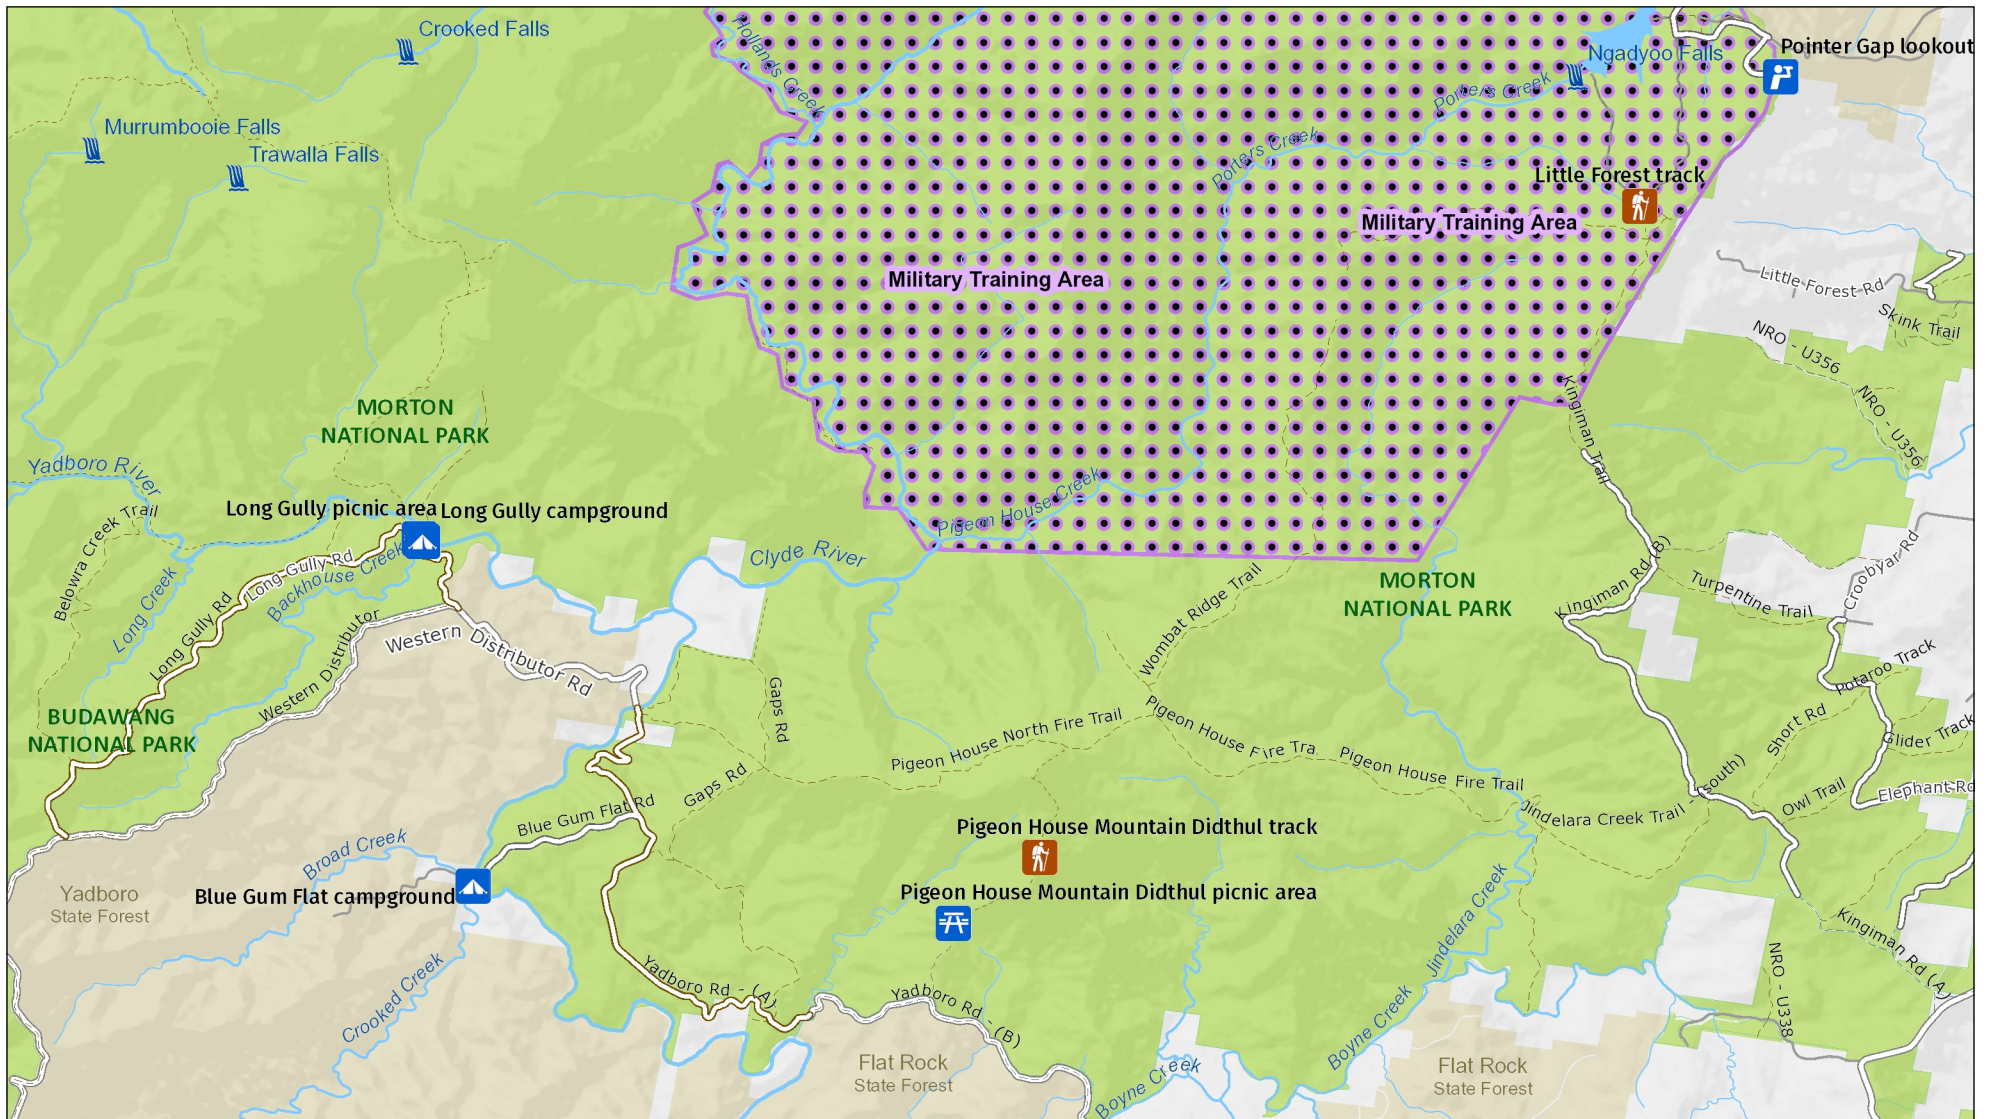 Crooked Falls
Hollands Creek
Ngadyoo Falls
Pointer Gap lookout
Porters Creek
Murrumbooie Falls
Trawalla Falls
Porters Creek
Little Forest track
Military Training Area
Military Training Area
Little Forest Rd
Skink Trail
NRO - U356
NRO - U356
Kingiman Trail
MORTON
NATIONAL PARK
Yadboro River
Long Gully picnic area
Long Gully campground
Pigeon House Creek
Belowra Creek Trail
Clyde River
Long Gully Rd
Backhouse Creek
Long Creek
Long Gully Rd
Kingiman Rd (B)
Croobyar Rd
Turpentine Trail
MORTON
NATIONAL PARK
Wombat Ridge Trail
Western Distributor
Western Distributor Rd
Potaroo Track
Gaps Rd
BUDAWANG
NATIONAL PARK
Pigeon House North Fire Trail
Pigeon House Fire Tra
Pigeon House Fire Trail
Short Rd
Glider Track
Gaps Rd
Jindelara Creek Trail - (south)
Owl Trail
Elephant Rd
Blue Gum Flat Rd
Pigeon House Mountain Didthul track
Broad Creek
Yadboro
State Forest
Blue Gum Flat campground
Pigeon House Mountain Didthul picnic area
Jindelara Creek
Kingiman Rd (A)
NRO - U338
Crooked Creek
Yadboro Rd - (A)
Yadboro Rd - (B)
Boyne Creek
Flat Rock
State Forest
Boyne Creek
Flat Rock
State Forest